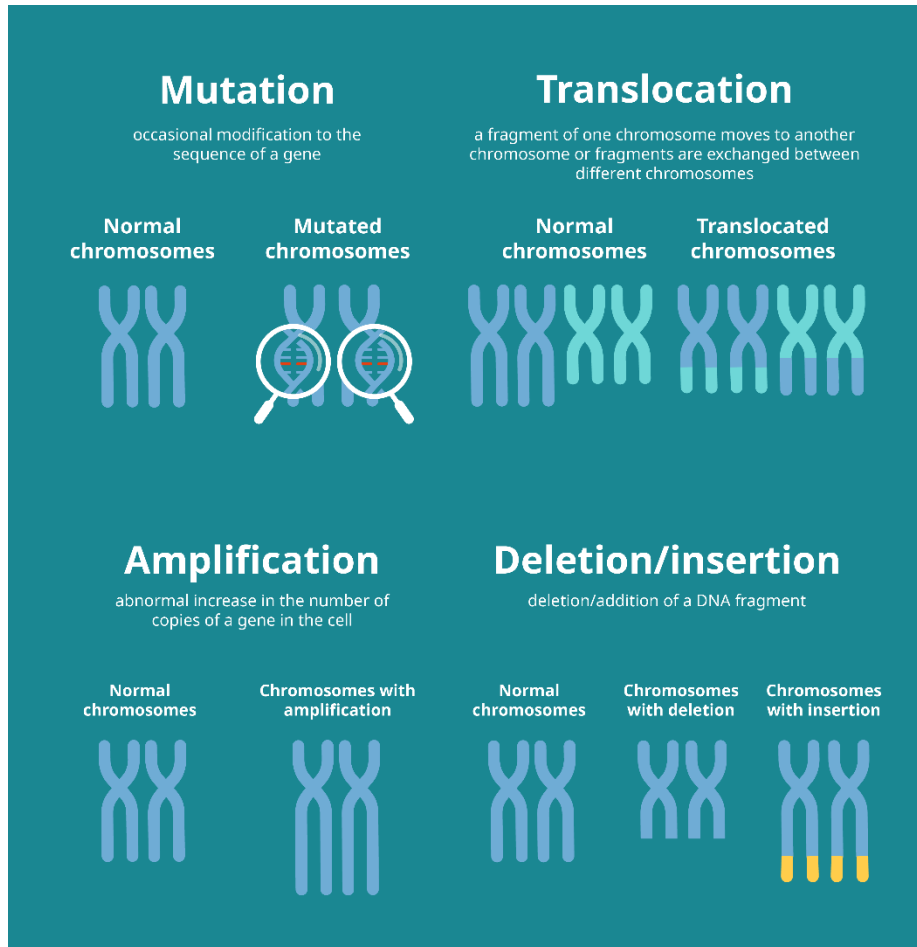 Mutation
occasional modification to the
sequence of a gene
Normal
chromosomes
Mutated
chromosomes
Translocation
a fragment of one chromosome moves to another
chromosome or fragments are exchanged between
different chromosomes
Normal
chromosomes
Translocated
chromosomes
Amplification
abnormal increase in the number of
copies of a gene in the cell
Normal
chromosomes
Chromosomes with
amplification
Deletion/insertion
deletion/addition of a DNA fragment
Normal
chromosomes
Chromosomes
with deletion
Chromosomes
with insertion